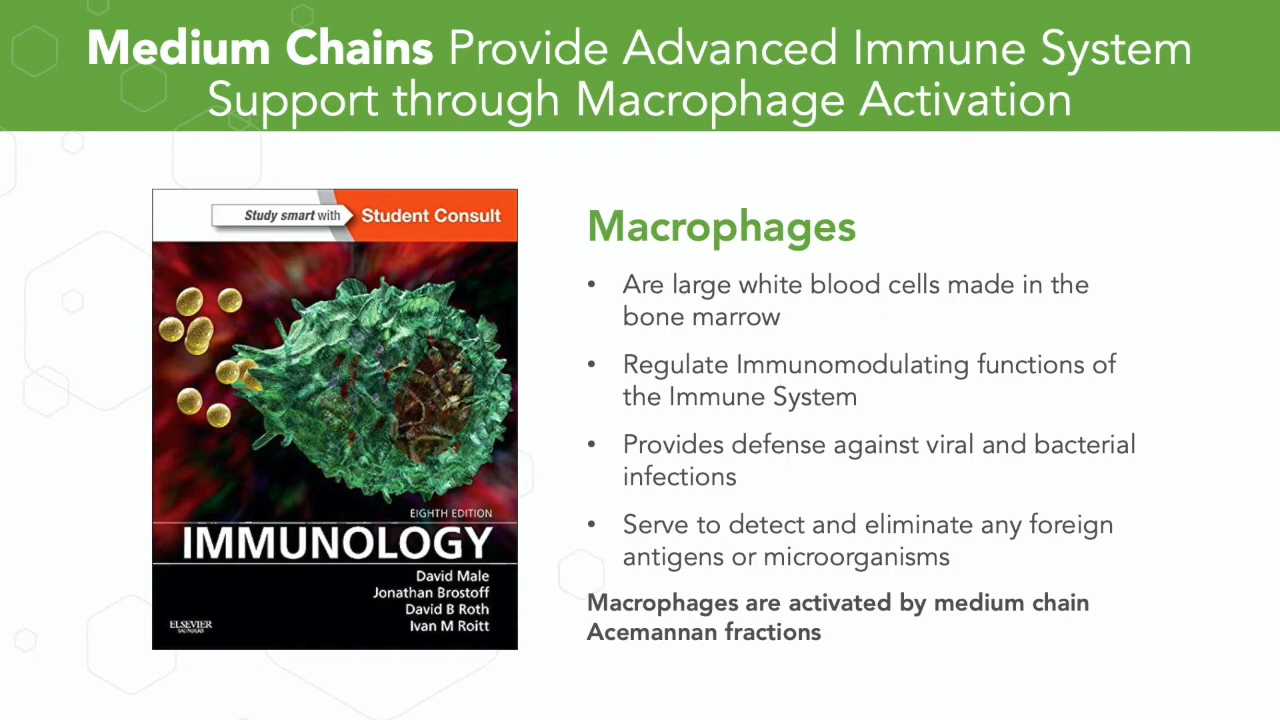 Medium Chains Provide Advanced Immune System
Support through Macrophage Activation
Study smart with
Student Consult
EIGHTH EDITION
IMMUNOLOGY
David Male
Jonathan Brostoff
David B Roth
Ivan M Roitt
ELSEVIER
SAUNDERS
Macrophages
• Are large white blood cells made in the
bone marrow
• Regulate Immunomodulating functions of
the Immune System
• Provides defense against viral and bacterial
infections
• Serve to detect and eliminate any foreign
antigens or microorganisms
Macrophages are activated by medium chain
Acemannan fractions